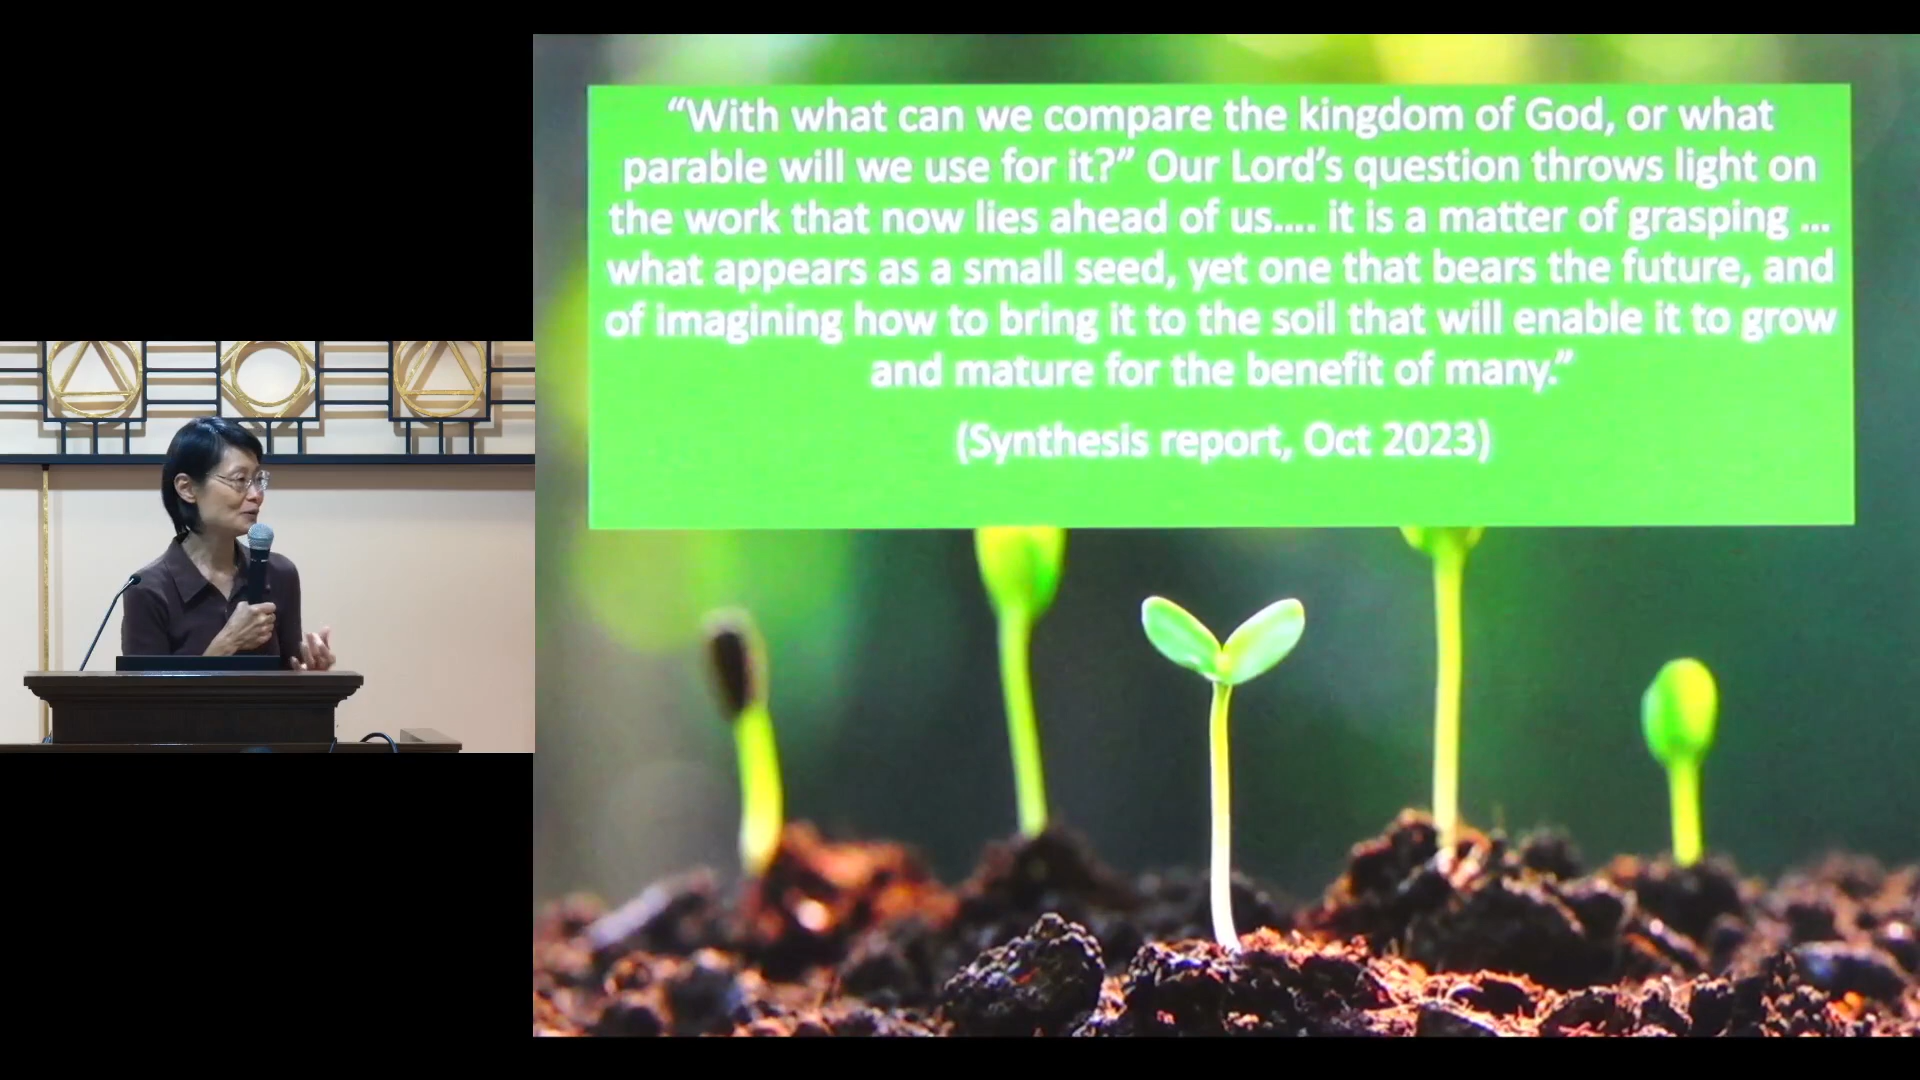 “With what can we compare the kingdom of God, or what
parable will we use for it?” Our Lord’s question throws light on
the work that now lies ahead of us.... it is a matter of grasping ...
what appears as a small seed, yet one that bears the future, and
of imagining how to bring it to the soil that will enable it to grow
and mature for the benefit of many.”
(Synthesis report, Oct 2023)